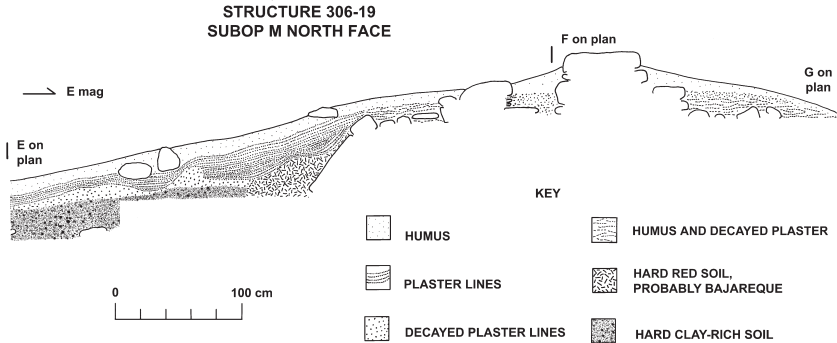 STRUCTURE 306-19
SUBOP M NORTH FACE
F on plan
E mag
G on
plan
E on
plan
KEY
HUMUS
HUMUS AND DECAYED PLASTER
PLASTER LINES
HARD RED SOIL,
PROBABLY BAJAREQUE
0
100 cm
DECAYED PLASTER LINES
HARD CLAY-RICH SOIL